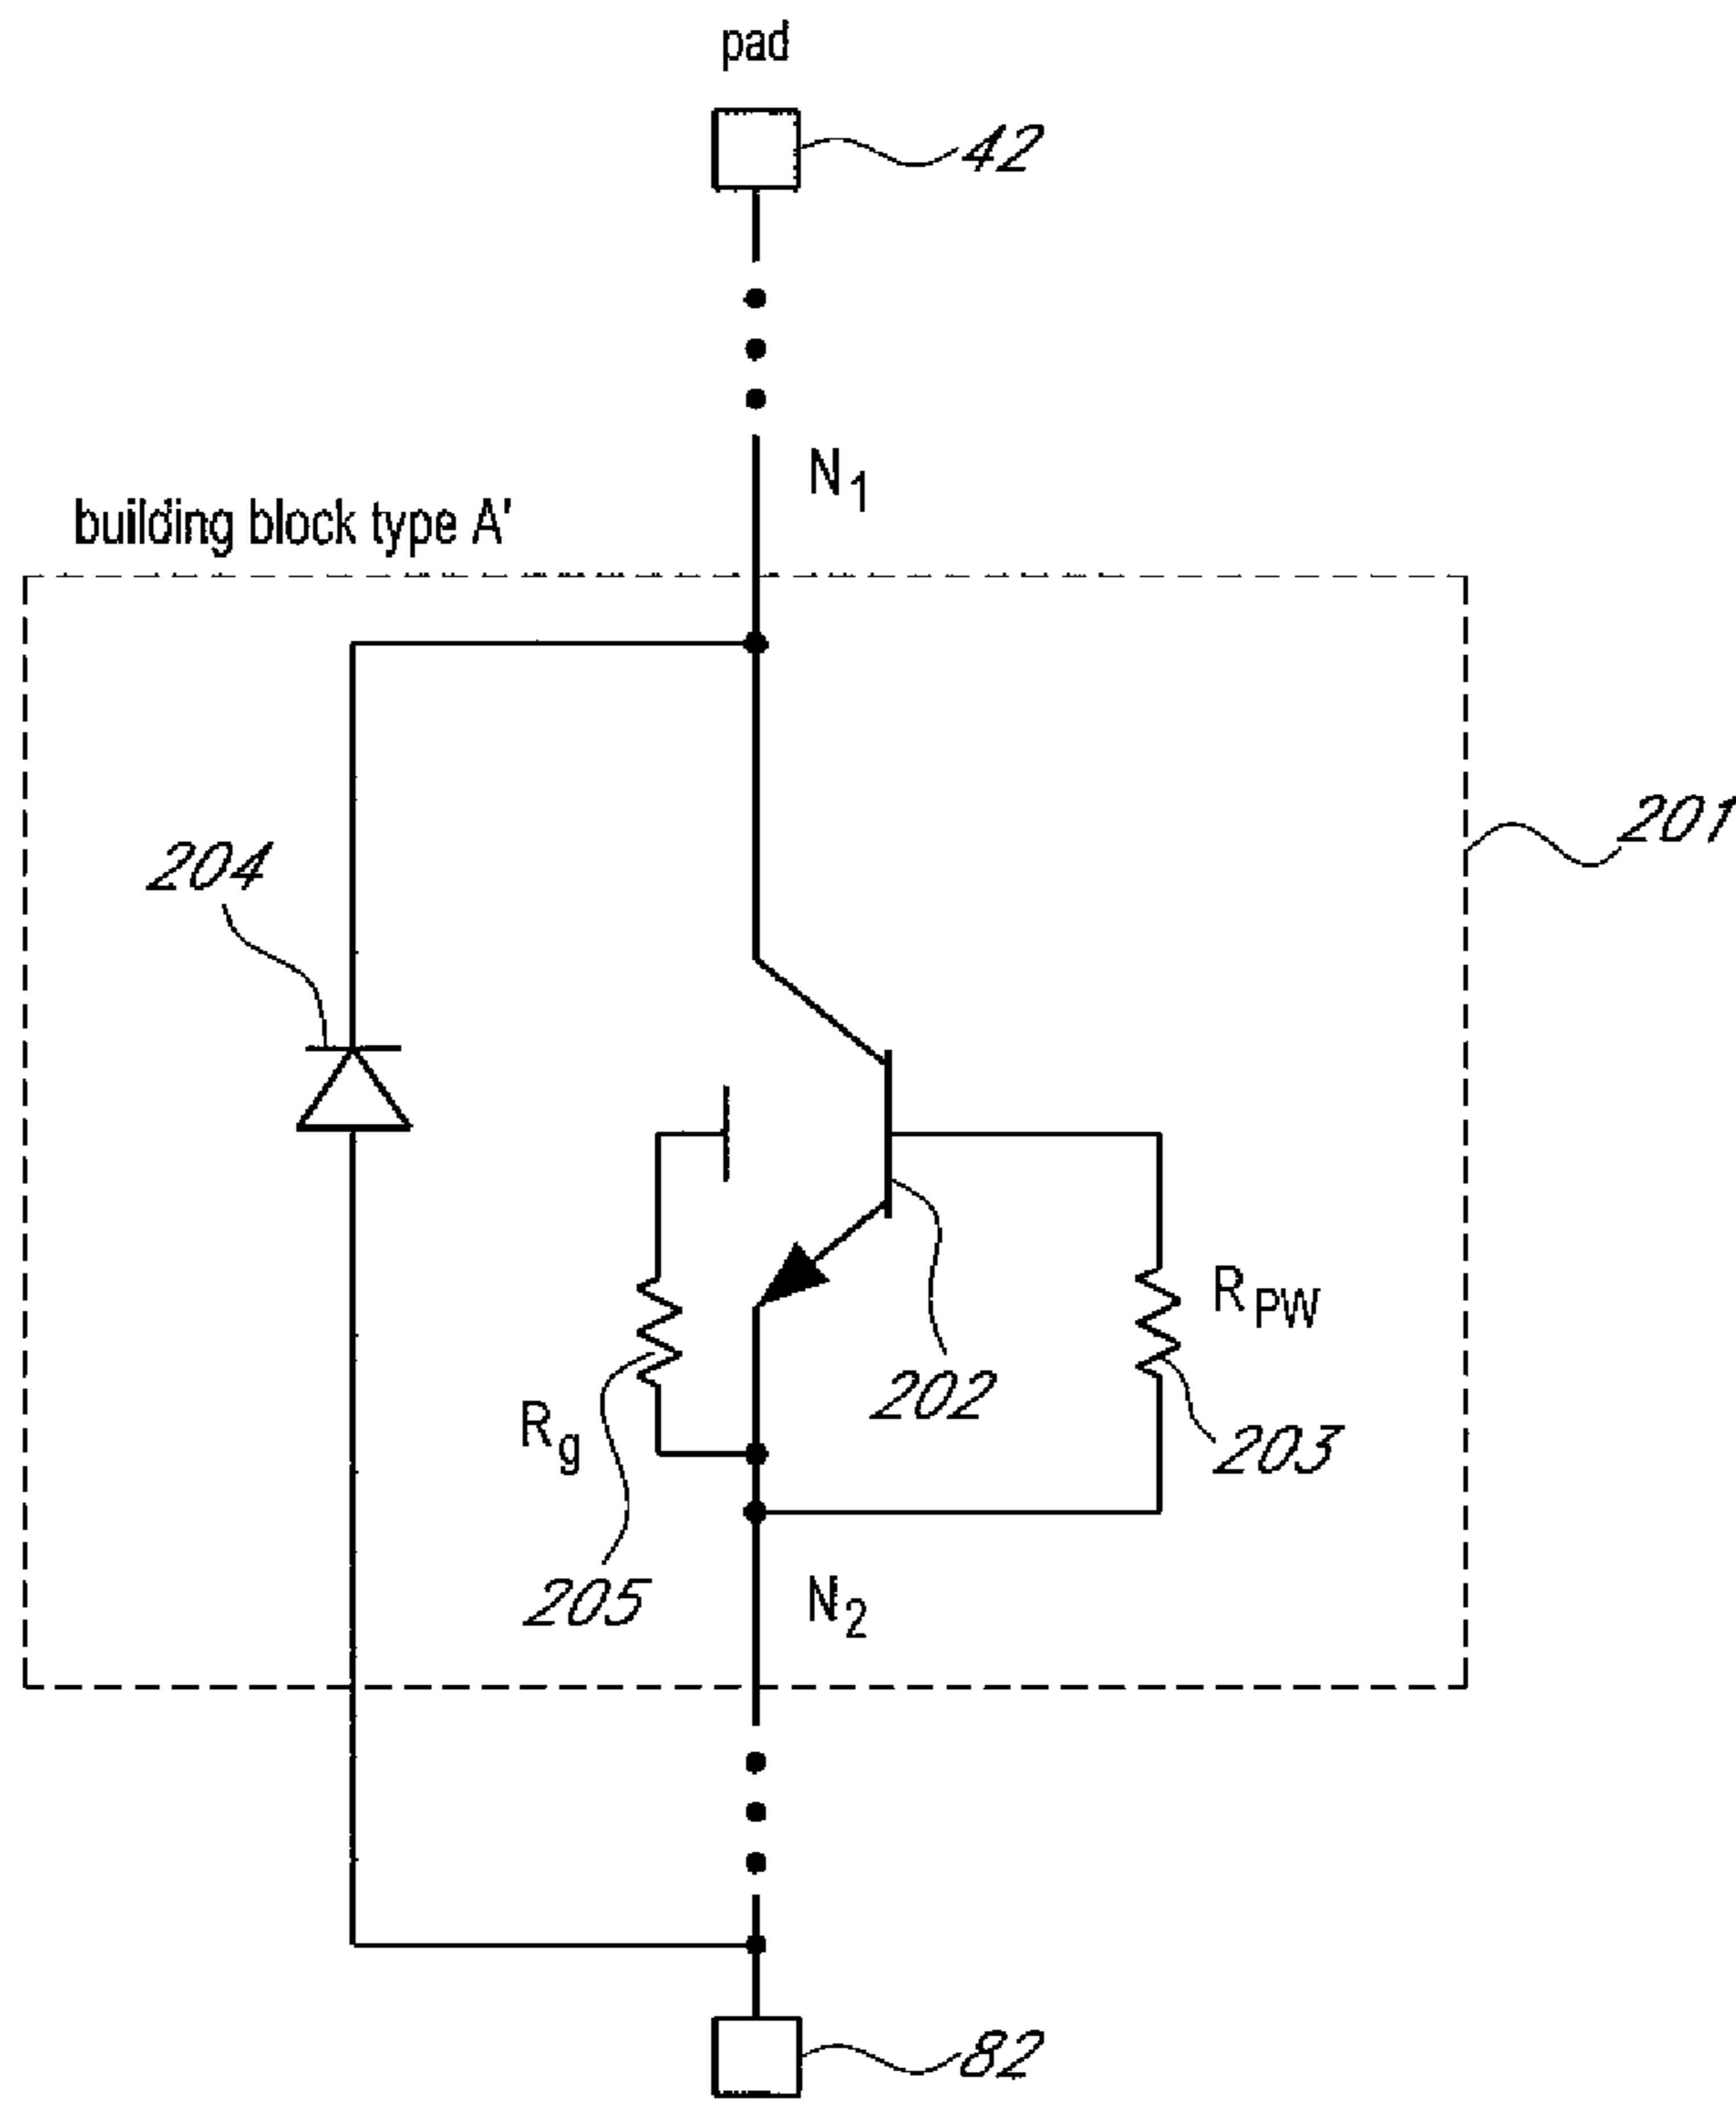 pad
42
N1
building block type A'
201
204
RPW
202
Rg
203
205
N2
82